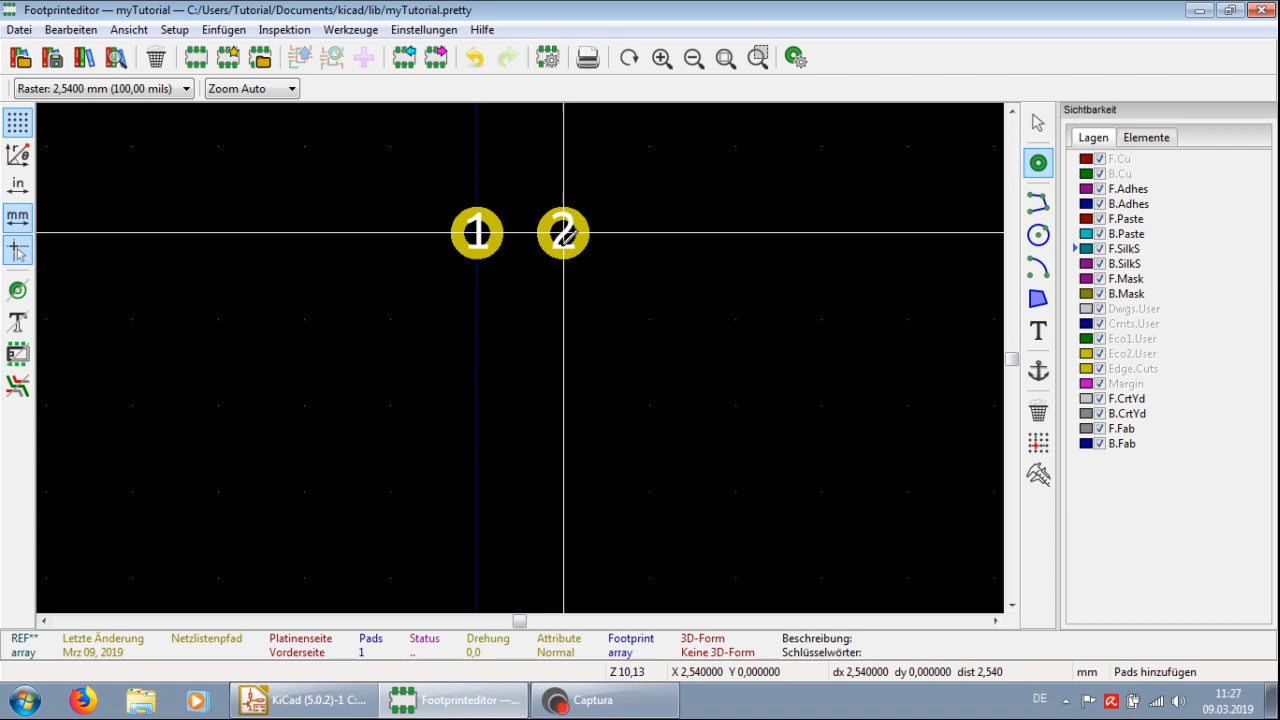 Footprinteditor — myTutorial — C:/Users/Tutorial/Documents/kicad/lib/myTutorial.pretty
Datei Bearbeiten Ansicht Setup Einfügen Inspektion Werkzeuge Einstellungen Hilfe
Raster: 2,5400 mm (100,00 mils) Zoom Auto
in
mm
1 2
Sichtbarkeit
Lagen Elemente
F.Cu
B.Cu
F.Adhes
B.Adhes
F.Paste
B.Paste
F.SilkS
B.SilkS
F.Mask
B.Mask
Dwgs.User
Cmts.User
Eco1.User
Eco2.User
Edge.Cuts
Margin
F.CrtYd
B.CrtYd
F.Fab
B.Fab
REF** Letzte Änderung Netzlistenpfad Platinenseite Pads Status Drehung Attribute Footprint 3D-Form Beschreibung:
array Mrz 09, 2019 Vorderseite 1 .. 0,0 Normal array Keine 3D-Form Schlüsselwörter:
Z 10,13 X 2,540000 Y 0,000000 dx 2,540000 dy 0,000000 dist 2,540 mm Pads hinzufügen
KiCad (5.0.2)-1 C:... Footprinteditor — ... Captura DE 11:27
09.03.2019